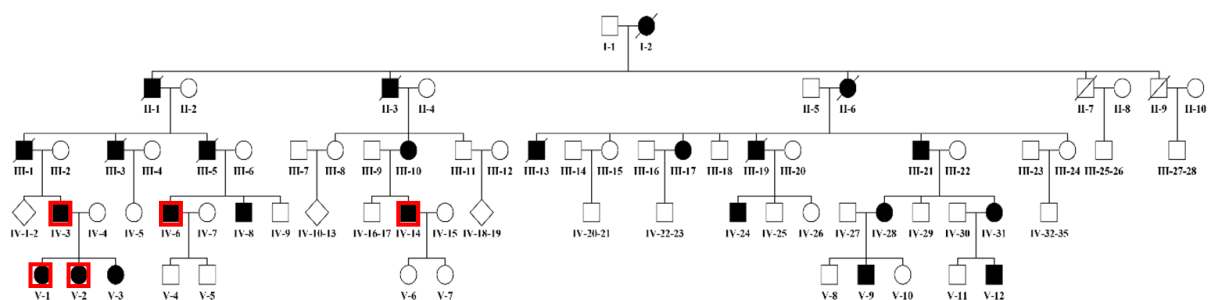 I-1 I-2
II-1 II-2 II-3 II-4 II-5 II-6 II-7 II-8 II-9 II-10
III-1 III-2 III-3 III-4 III-5 III-6 III-7 III-8 III-9 III-10 III-11 III-12 III-13 III-14 III-15 III-16 III-17 III-18 III-19 III-20 III-21 III-22 III-23 III-24 III-25-26 III-27-28
IV-1-2 IV-3 IV-4 IV-5 IV-6 IV-7 IV-8 IV-9 IV-10-13 IV-16-17 IV-14 IV-15 IV-18-19 IV-20-21 IV-22-23 IV-24 IV-25 IV-26 IV-27 IV-28 IV-29 IV-30 IV-31 IV-32-35
V-1 V-2 V-3 V-4 V-5 V-6 V-7 V-8 V-9 V-10 V-11 V-12